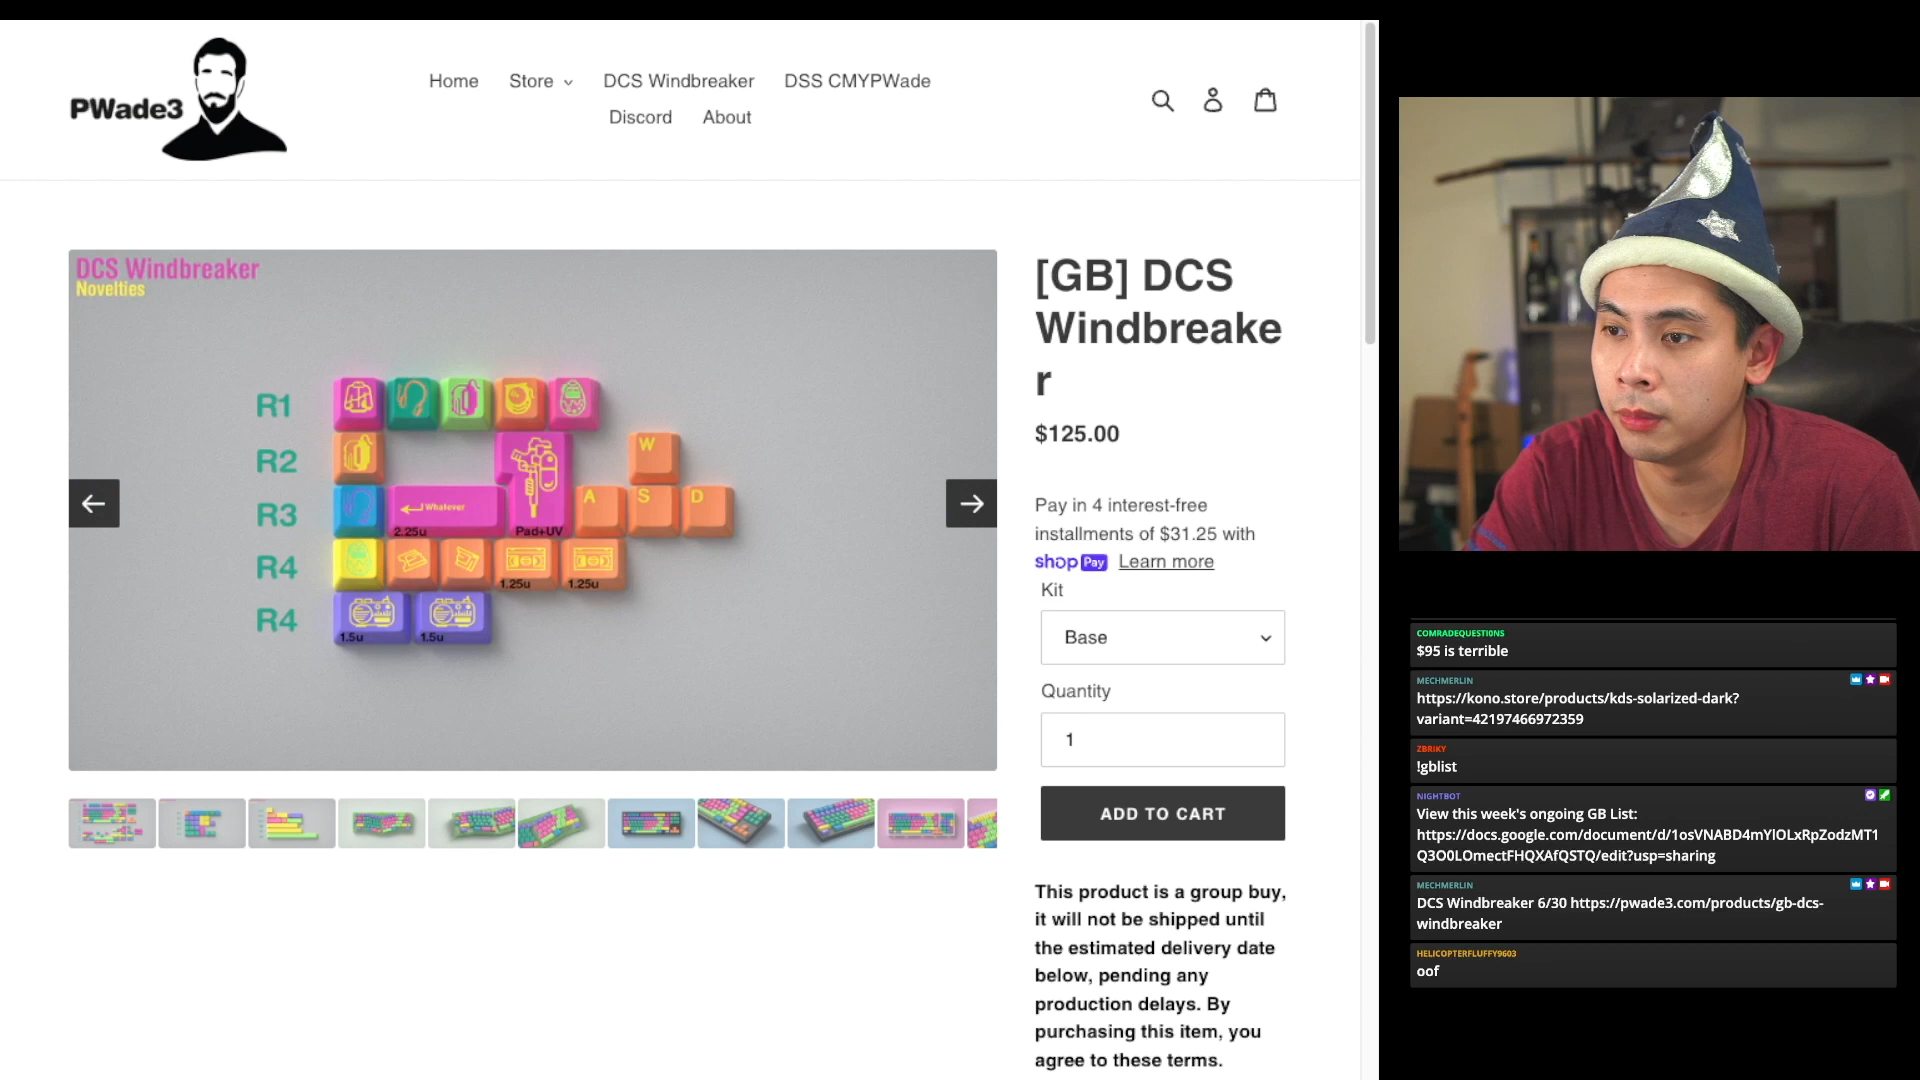 PWade3
Home
Store
DCS Windbreaker
DSS CMYPWade
Discord
About
DCS Windbreaker
Novelties
R1
R2
W
R3
Whatever
A
S
D
2.25u
Pad+UV
R4
1.25u
1.25u
R4
1.5u
1.5u
[GB] DCS
Windbreake
r
$125.00
Pay in 4 interest-free
installments of $31.25 with
shop Pay Learn more
Kit
Base
Quantity
1
ADD TO CART
This product is a group buy,
it will not be shipped until
the estimated delivery date
below, pending any
production delays. By
purchasing this item, you
agree to these terms.
COMRADEQUESTI0NS
$95 is terrible
MECHMERLIN
https://kono.store/products/kds-solarized-dark?
variant=42197466972359
ZBRIKY
!gblist
NIGHTBOT
View this week's ongoing GB List:
https://docs.google.com/document/d/1osVNABD4mYlOLxRpZodzMT1
Q3O0LOmectFHQXAfQSTQ/edit?usp=sharing
MECHMERLIN
DCS Windbreaker 6/30 https://pwade3.com/products/gb-dcs-
windbreaker
HELICOPTERFLUFFY9603
oof